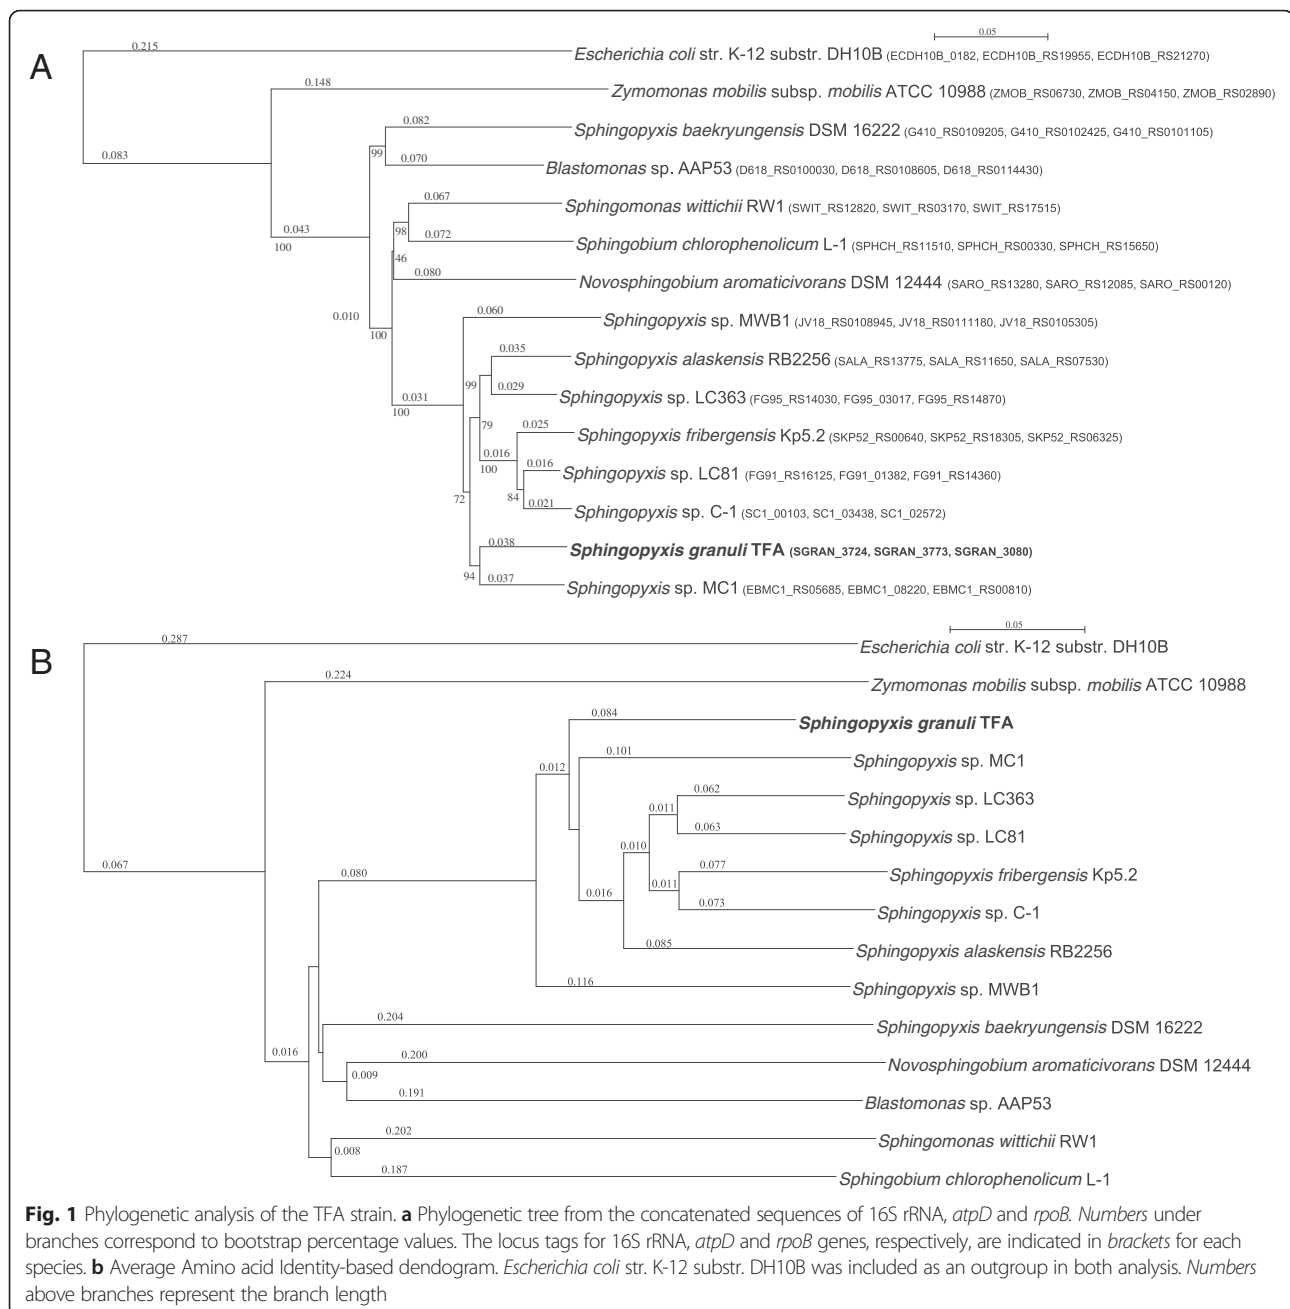 A
0.05
0.215
Escherichia coli str. K-12 substr. DH10B (ECDH10B_0182, ECDH10B_RS19955, ECDH10B_RS21270)
0.148
Zymomonas mobilis subsp. mobilis ATCC 10988 (ZMOB_RS06730, ZMOB_RS04150, ZMOB_RS02890)
0.082
Sphingopyxis baekryungensis DSM 16222 (G410_RS0109205, G410_RS0102425, G410_RS0101105)
0.083
99
0.070
Blastomonas sp. AAP53 (D618_RS0100030, D618_RS0108605, D618_RS0114430)
0.067
Sphingomonas wittichii RW1 (SWIT_RS12820, SWIT_RS03170, SWIT_RS17515)
0.043
100
98
0.072
Sphingobium chlorophenolicum L-1 (SPHCH_RS11510, SPHCH_RS00330, SPHCH_RS15650)
46
0.080
Novosphingobium aromaticivorans DSM 12444 (SARO_RS13280, SARO_RS12085, SARO_RS00120)
0.010
100
0.060
Sphingopyxis sp. MWB1 (JV18_RS0108945, JV18_RS0111180, JV18_RS0105305)
0.035
Sphingopyxis alaskensis RB2256 (SALA_RS13775, SALA_RS11650, SALA_RS07530)
99
0.029
Sphingopyxis sp. LC363 (FG95_RS14030, FG95_03017, FG95_RS14870)
0.031
100
79
0.025
Sphingopyxis fribergensis Kp5.2 (SKP52_RS00640, SKP52_RS18305, SKP52_RS06325)
0.016
100
0.016
Sphingopyxis sp. LC81 (FG91_RS16125, FG91_01382, FG91_RS14360)
72
84
0.021
Sphingopyxis sp. C-1 (SC1_00103, SC1_03438, SC1_02572)
0.038
Sphingopyxis granuli TFA (SGRAN_3724, SGRAN_3773, SGRAN_3080)
94
0.037
Sphingopyxis sp. MC1 (EBMC1_RS05685, EBMC1_08220, EBMC1_RS00810)
B
0.05
0.287
Escherichia coli str. K-12 substr. DH10B
0.224
Zymomonas mobilis subsp. mobilis ATCC 10988
0.084
Sphingopyxis granuli TFA
0.012
0.101
Sphingopyxis sp. MC1
0.062
Sphingopyxis sp. LC363
0.011
0.063
Sphingopyxis sp. LC81
0.010
0.067
0.080
0.077
Sphingopyxis fribergensis Kp5.2
0.016
0.011
0.073
Sphingopyxis sp. C-1
0.085
Sphingopyxis alaskensis RB2256
0.116
Sphingopyxis sp. MWB1
0.204
Sphingopyxis baekryungensis DSM 16222
0.016
0.200
Novosphingobium aromaticivorans DSM 12444
0.009
0.191
Blastomonas sp. AAP53
0.202
Sphingomonas wittichii RW1
0.008
0.187
Sphingobium chlorophenolicum L-1
Fig. 1 Phylogenetic analysis of the TFA strain. a Phylogenetic tree from the concatenated sequences of 16S rRNA, atpD and rpoB. Numbers under
branches correspond to bootstrap percentage values. The locus tags for 16S rRNA, atpD and rpoB genes, respectively, are indicated in brackets for each
species. b Average Amino acid Identity-based dendogram. Escherichia coli str. K-12 substr. DH10B was included as an outgroup in both analysis. Numbers
above branches represent the branch length